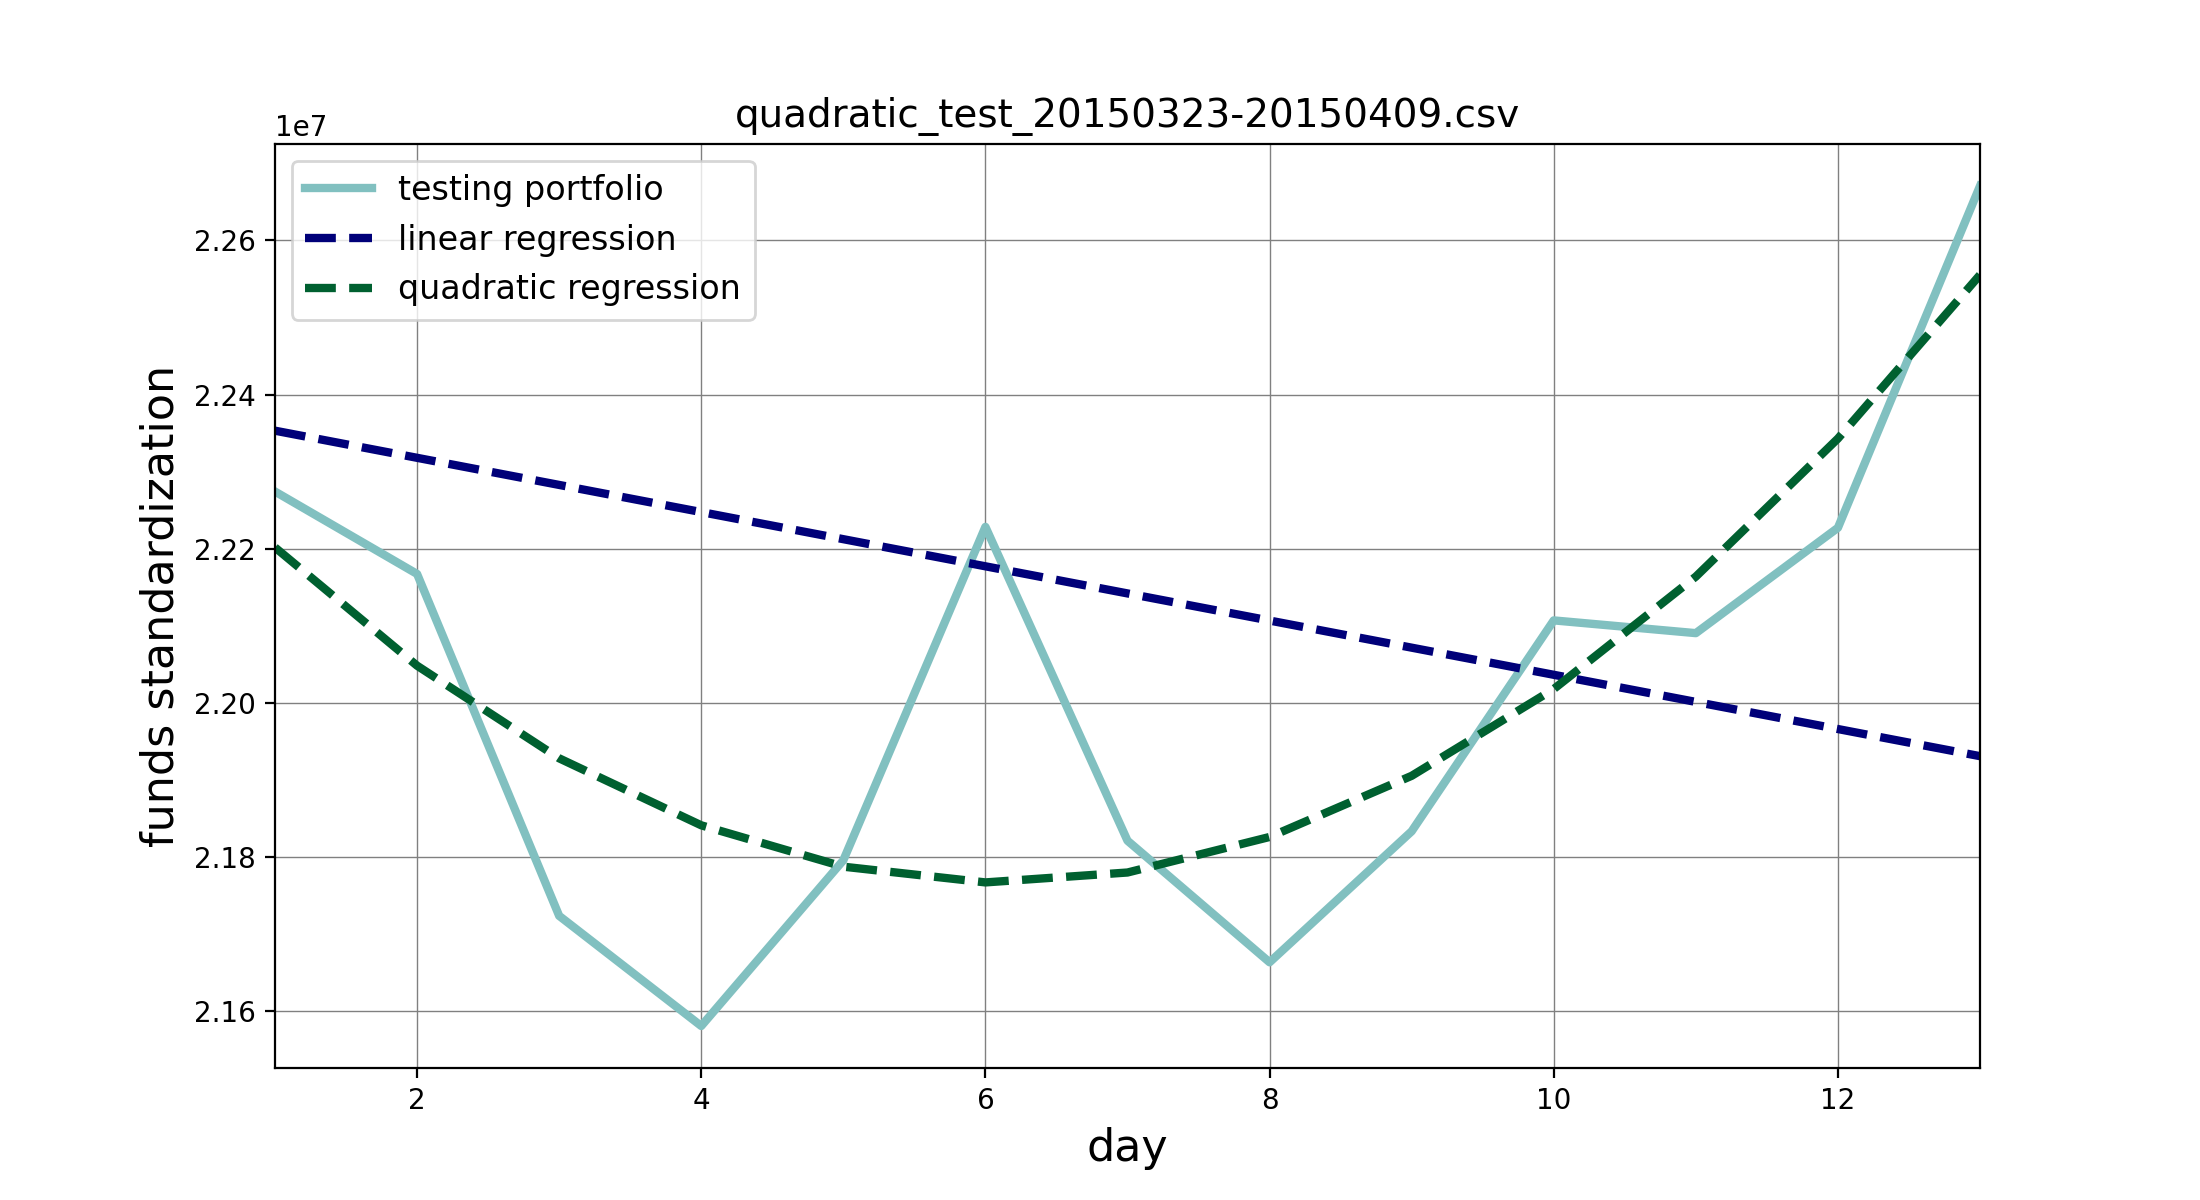 quadratic_test_20150323-20150409.csv
1e7
testing portfolio
linear regression
quadratic regression
2.26
2.24
2.22
2.20
2.18
2.16
funds standardization
2 4 6 8 10 12
day